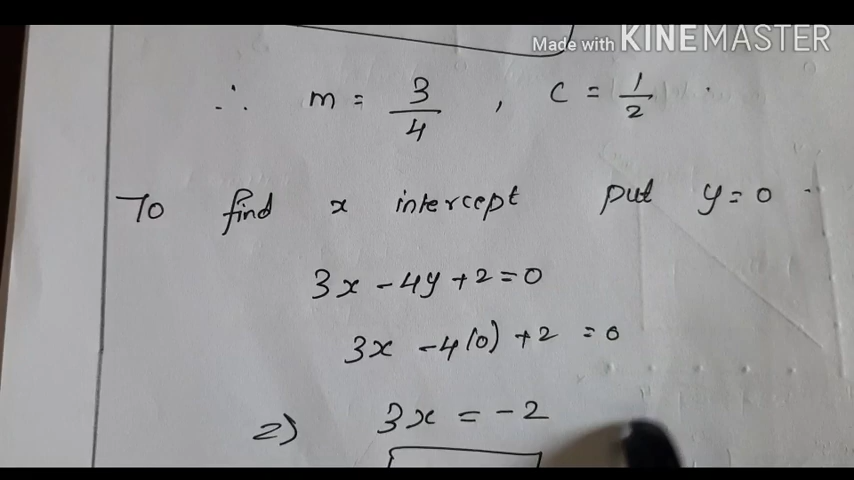 Made with KINEMASTER
∴ m = 3/4 , c = 1/2 .
To find x intercept put y = 0 .
3x - 4y + 2 = 0
3x - 4(0) + 2 = 0
=) 3x = -2